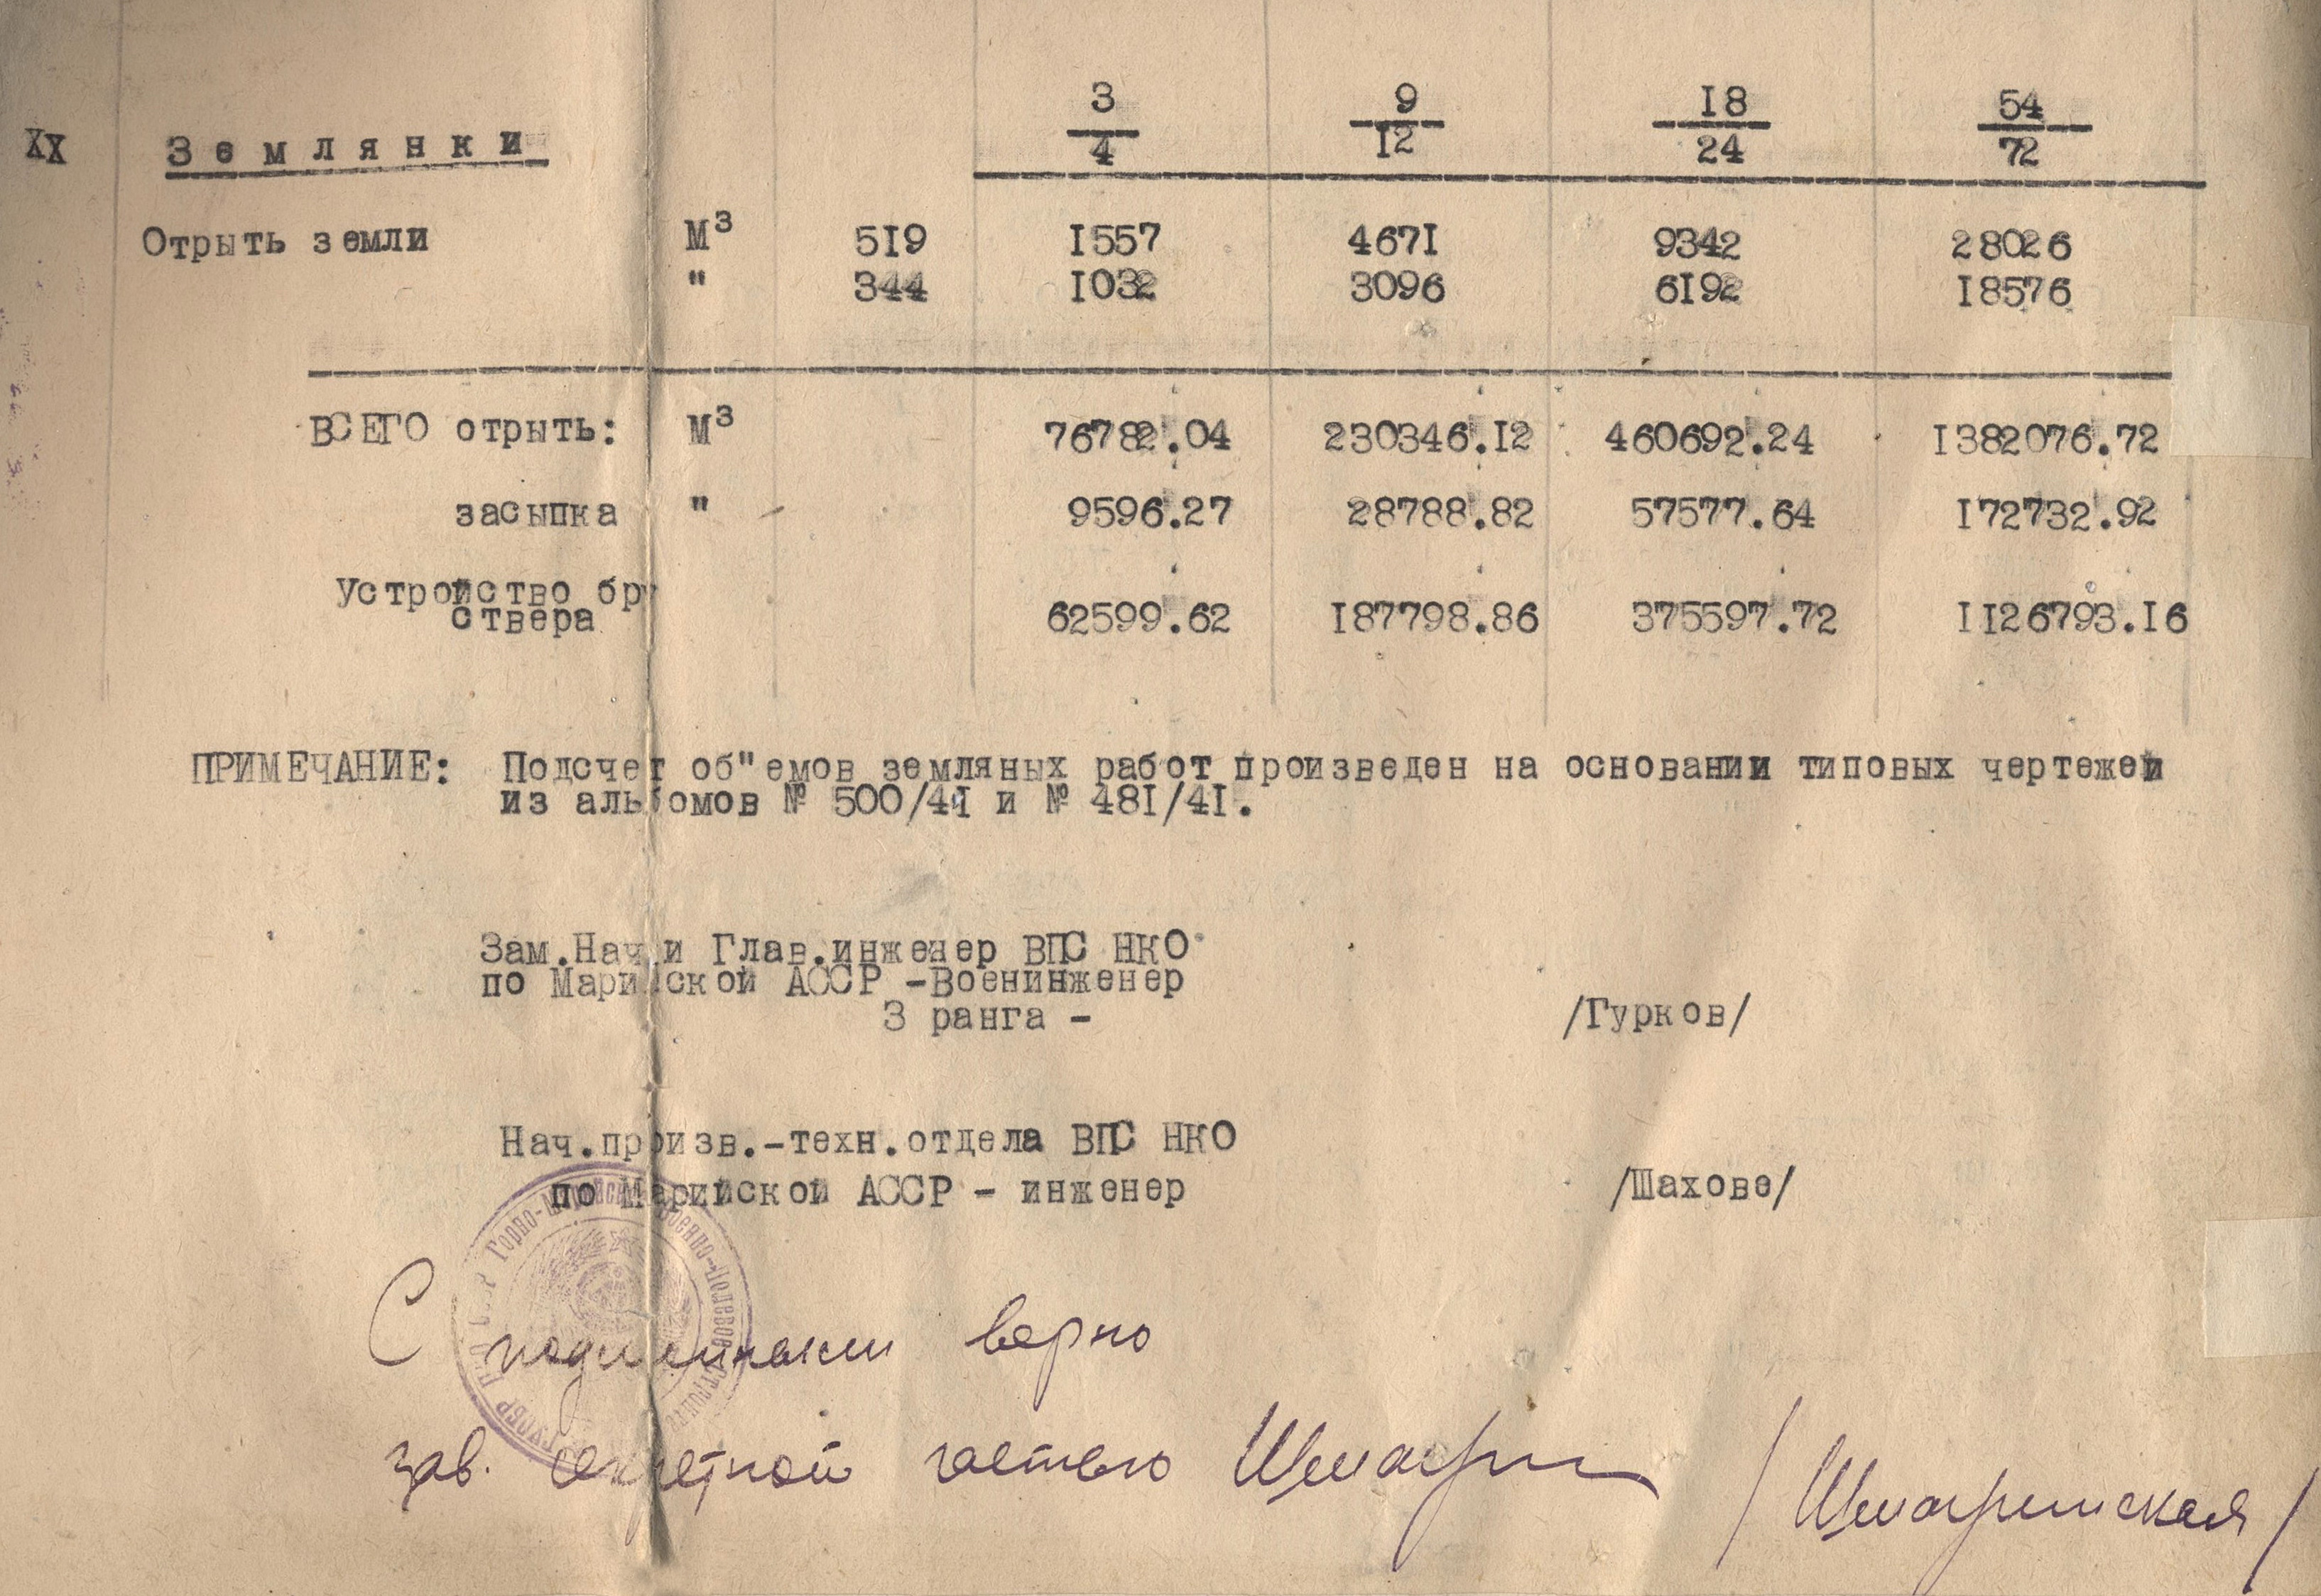 3 9 18 54
XX Землянки
4 12 24 72
Отрыть земли М3 519 1557 4671 9342 28026
" 344 1032 3096 6192 18576
ВСЕГО отрыть: М3 76782.04 230346.12 460692.24 1382076.72
засыпка " 9596.27 28788.82 57577.64 172732.92
Устройство бру
ствера 62599.62 187798.86 375597.72 1126793.16
ПРИМЕЧАНИЕ: Подсчет об"емов земляных работ произведен на основании типовых чертежей
из альбомов № 500/41 и № 481/41.
Зам.Нач и Глав.инженер ВПС НКО
по Марийской АССР -Военинженер
3 ранга - /Гурков/
Нач.произв.-техн.отдела ВПС НКО
по Марийской АССР - инженер /Шахове/
Горно-Марийское Военно-Полевое
С подлинным верно
зав. секретной частью